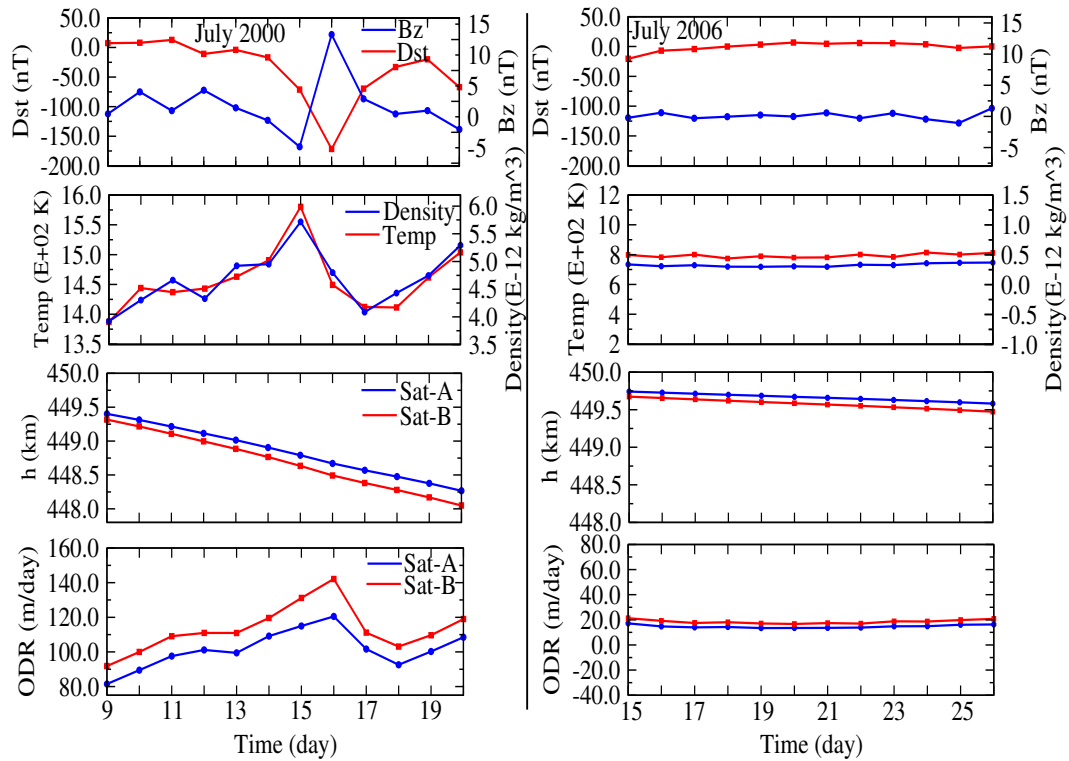 July 2000
Bz
Dst
Dst (nT)
50.0
0.0
-50.0
-100.0
-150.0
-200.0
15
10
5
0
-5
Bz (nT)
Density
Temp
Temp (E+02 K)
16.0
15.5
15.0
14.5
14.0
13.5
6.0
5.5
5.0
4.5
4.0
3.5
Density(E-12 kg/m^3)
Sat-A
Sat-B
h (km)
450.0
449.5
449.0
448.5
448.0
Sat-A
Sat-B
ODR (m/day)
160.0
140.0
120.0
100.0
80.0
9 11 13 15 17 19
Time (day)
July 2006
Dst (nT)
50.0
0.0
-50.0
-100.0
-150.0
-200.0
15
10
5
0
-5
Bz (nT)
Temp (E+02 K)
12
10
8
6
4
2
1.5
1.0
0.5
0.0
-0.5
-1.0
Density(E-12 kg/m^3)
h (km)
450.0
449.5
449.0
448.5
448.0
ODR (m/day)
80.0
60.0
40.0
20.0
0.0
-20.0
-40.0
15 17 19 21 23 25
Time (day)